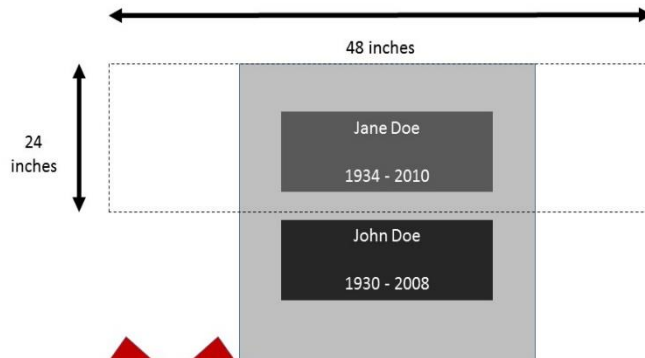 48 inches
24
inches
Jane Doe
1934 - 2010
John Doe
1930 - 2008